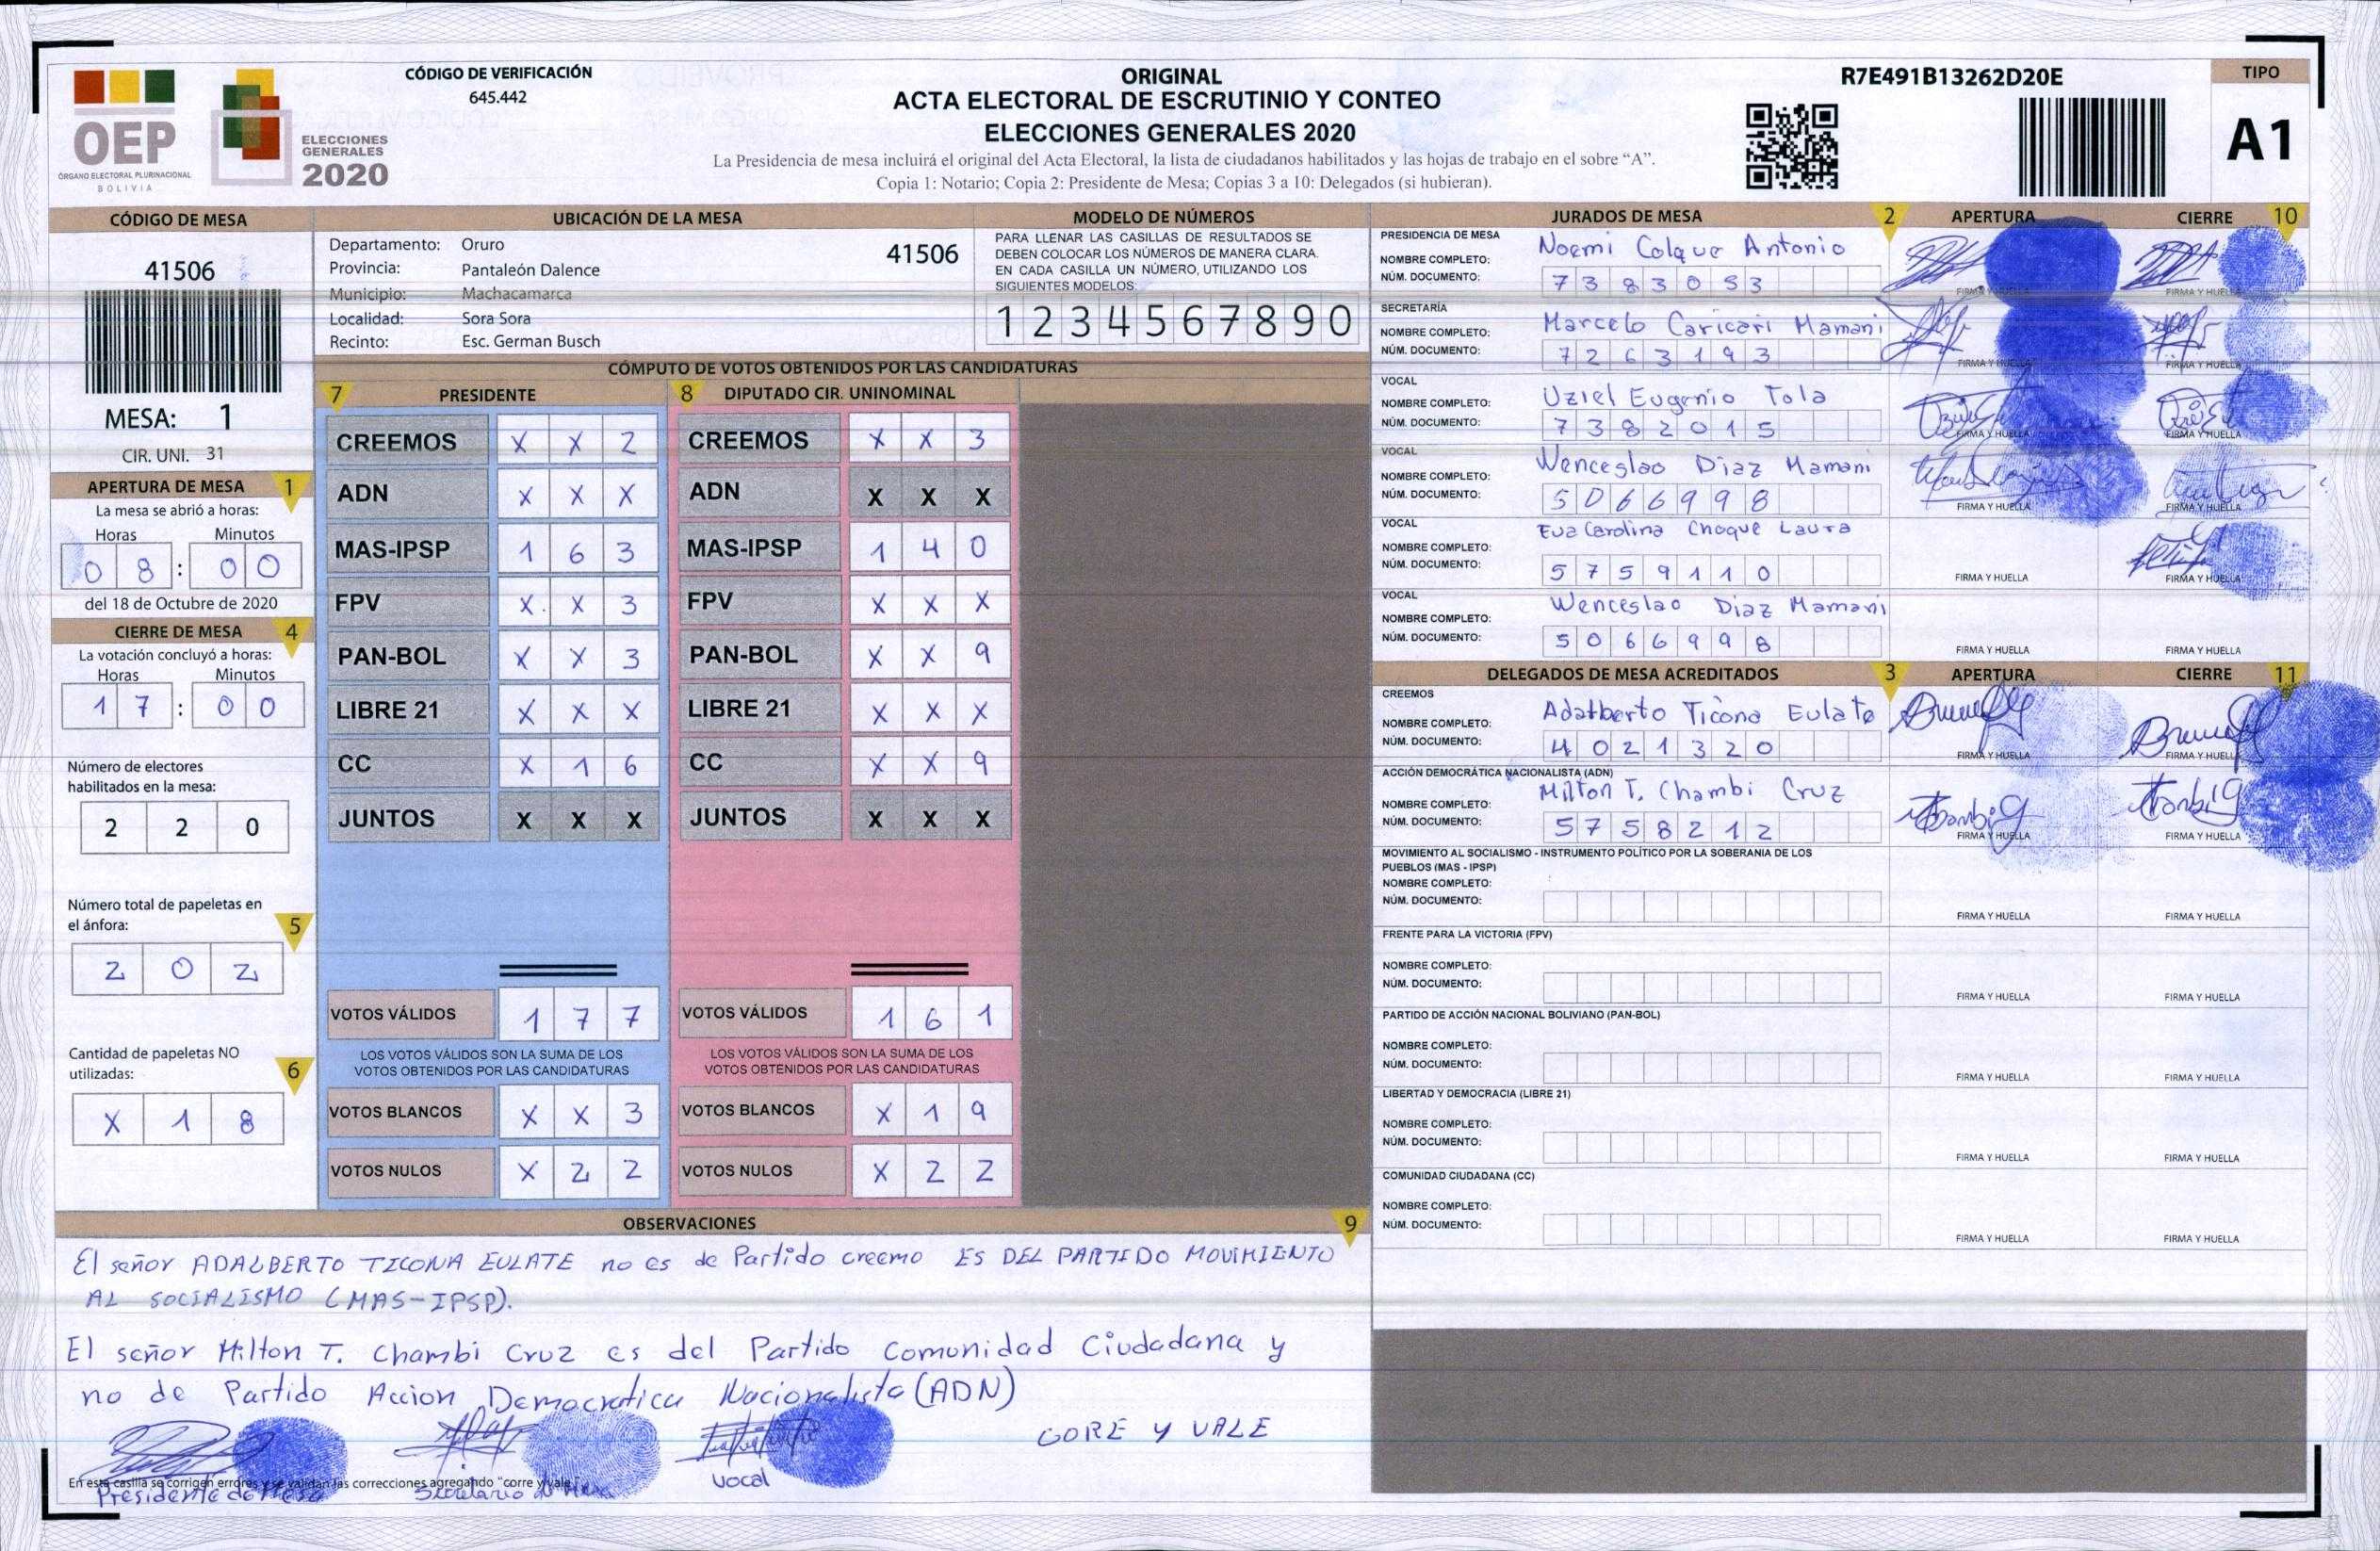 CÓDIGO DE VERIFICACIÓN
645.442
ORIGINAL
ACTA ELECTORAL DE ESCRUTINIO Y CONTEO
ELECCIONES GENERALES 2020
La Presidencia de mesa incluirá el original del Acta Electoral, la lista de ciudadanos habilitados y las hojas de trabajo en el sobre “A”.
Copia 1: Notario; Copia 2: Presidente de Mesa; Copias 3 a 10: Delegados (si hubieran).
R7E491B13262D20E
TIPO
A1
OEP
ÓRGANO ELECTORAL PLURINACIONAL
BOLIVIA
ELECCIONES
GENERALES
2020
CÓDIGO DE MESA
41506
MESA: 1
CIR. UNI. 31
APERTURA DE MESA 1
La mesa se abrió a horas:
Horas Minutos
0 8 : 0 0
del 18 de Octubre de 2020
CIERRE DE MESA 4
La votación concluyó a horas:
Horas Minutos
1 7 : 0 0
Número de electores
habilitados en la mesa:
2 2 0
Número total de papeletas en
el ánfora: 5
2 0 2
Cantidad de papeletas NO
utilizadas: 6
X 1 8
UBICACIÓN DE LA MESA
Departamento: Oruro 41506
Provincia: Pantaleón Dalence
Municipio: Machacamarca
Localidad: Sora Sora
Recinto: Esc. German Busch
MODELO DE NÚMEROS
PARA LLENAR LAS CASILLAS DE RESULTADOS SE
DEBEN COLOCAR LOS NÚMEROS DE MANERA CLARA.
EN CADA CASILLA UN NÚMERO, UTILIZANDO LOS
SIGUIENTES MODELOS:
1 2 3 4 5 6 7 8 9 0
CÓMPUTO DE VOTOS OBTENIDOS POR LAS CANDIDATURAS
7 PRESIDENTE
CREEMOS X X 2
ADN X X X
MAS-IPSP 1 6 3
FPV X X 3
PAN-BOL X X 3
LIBRE 21 X X X
CC X 1 6
JUNTOS X X X
VOTOS VÁLIDOS 1 7 7
LOS VOTOS VÁLIDOS SON LA SUMA DE LOS
VOTOS OBTENIDOS POR LAS CANDIDATURAS
VOTOS BLANCOS X X 3
VOTOS NULOS X 2 2
8 DIPUTADO CIR. UNINOMINAL
CREEMOS X X 3
ADN X X X
MAS-IPSP 1 4 0
FPV X X X
PAN-BOL X X 9
LIBRE 21 X X X
CC X X 9
JUNTOS X X X
VOTOS VÁLIDOS 1 6 1
LOS VOTOS VÁLIDOS SON LA SUMA DE LOS
VOTOS OBTENIDOS POR LAS CANDIDATURAS
VOTOS BLANCOS X 1 9
VOTOS NULOS X 2 2
JURADOS DE MESA 2 APERTURA CIERRE 10
PRESIDENCIA DE MESA
NOMBRE COMPLETO: Noemi Colque Antonio
NÚM. DOCUMENTO: 7 3 8 3 0 5 3
FIRMA Y HUELLA FIRMA Y HUELLA
SECRETARÍA
NOMBRE COMPLETO: Marcelo Caricari Mamani
NÚM. DOCUMENTO: 7 2 6 3 1 9 3
FIRMA Y HUELLA FIRMA Y HUELLA
VOCAL
NOMBRE COMPLETO: Uziel Eugenio Tola
NÚM. DOCUMENTO: 7 3 8 2 0 1 5
FIRMA Y HUELLA FIRMA Y HUELLA
VOCAL
NOMBRE COMPLETO: Wenceslao Diaz Mamani
NÚM. DOCUMENTO: 5 0 6 6 9 9 8
FIRMA Y HUELLA FIRMA Y HUELLA
VOCAL
NOMBRE COMPLETO: Eva Carolina Choque Laura
NÚM. DOCUMENTO: 5 7 5 9 1 1 0
FIRMA Y HUELLA FIRMA Y HUELLA
VOCAL
NOMBRE COMPLETO: Wenceslao Diaz Mamani
NÚM. DOCUMENTO: 5 0 6 6 9 9 8
FIRMA Y HUELLA FIRMA Y HUELLA
DELEGADOS DE MESA ACREDITADOS 3 APERTURA CIERRE 11
CREEMOS
NOMBRE COMPLETO: Adatberto Ticona Eulate
NÚM. DOCUMENTO: 4 0 2 1 3 2 0
FIRMA Y HUELLA FIRMA Y HUELLA
ACCIÓN DEMOCRÁTICA NACIONALISTA (ADN)
NOMBRE COMPLETO: Milton T. Chambi Cruz
NÚM. DOCUMENTO: 5 7 5 8 2 1 2
FIRMA Y HUELLA FIRMA Y HUELLA
MOVIMIENTO AL SOCIALISMO - INSTRUMENTO POLÍTICO POR LA SOBERANIA DE LOS
PUEBLOS (MAS - IPSP)
NOMBRE COMPLETO:
NÚM. DOCUMENTO:
FIRMA Y HUELLA FIRMA Y HUELLA
FRENTE PARA LA VICTORIA (FPV)
NOMBRE COMPLETO:
NÚM. DOCUMENTO:
FIRMA Y HUELLA FIRMA Y HUELLA
PARTIDO DE ACCIÓN NACIONAL BOLIVIANO (PAN-BOL)
NOMBRE COMPLETO:
NÚM. DOCUMENTO:
FIRMA Y HUELLA FIRMA Y HUELLA
LIBERTAD Y DEMOCRACIA (LIBRE 21)
NOMBRE COMPLETO:
NÚM. DOCUMENTO:
FIRMA Y HUELLA FIRMA Y HUELLA
COMUNIDAD CIUDADANA (CC)
NOMBRE COMPLETO:
NÚM. DOCUMENTO:
FIRMA Y HUELLA FIRMA Y HUELLA
OBSERVACIONES 9
El señor ADALBERTO TICONA EULATE no es de Partido creemo ES DEL PARTIDO MOVIMIENTO
AL SOCIALISMO (MAS-IPSP).
El señor Milton T. Chambi Cruz es del Partido Comunidad Ciudadana y
no de Partido Accion Democratica Nacionalista (ADN)
CORE Y VALE
En esta casilla se corrigen errores y se validan las correcciones agregando “corre y vale”
Presidente de Mesa Secretario de Mesa Vocal